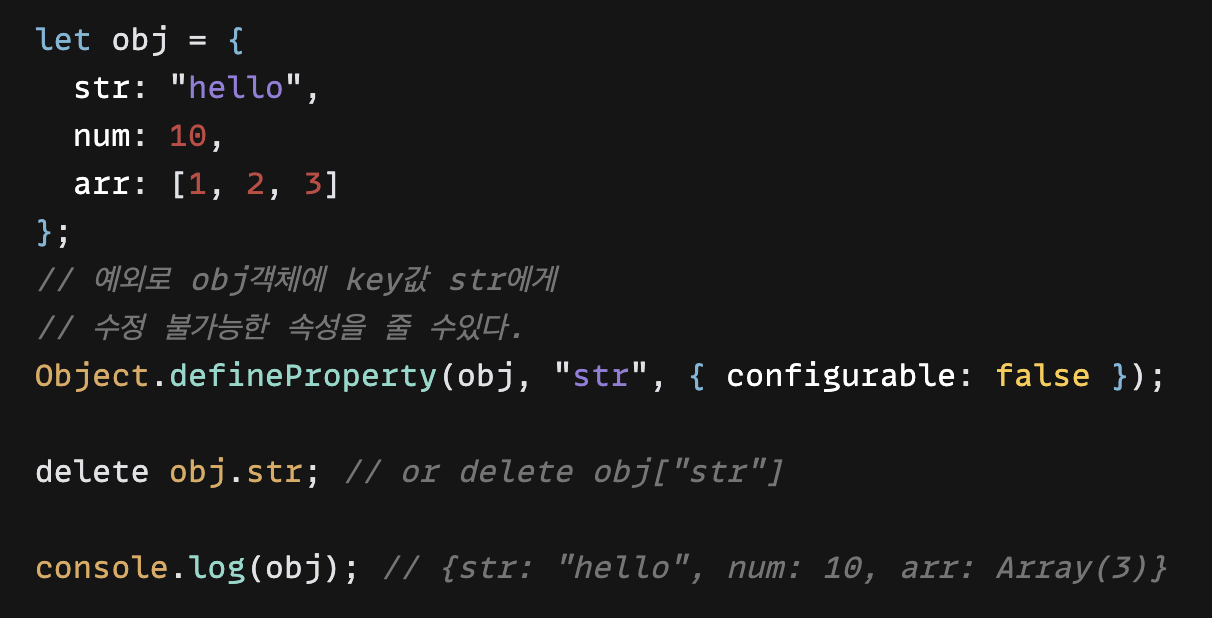 let obj = {
  str: "hello",
  num: 10,
  arr: [1, 2, 3]
};
// 예외로 obj객체에 key값 str에게
// 수정 불가능한 속성을 줄 수있다.
Object.defineProperty(obj, "str", { configurable: false });
delete obj.str; // or delete obj["str"]
console.log(obj); // {str: "hello", num: 10, arr: Array(3)}